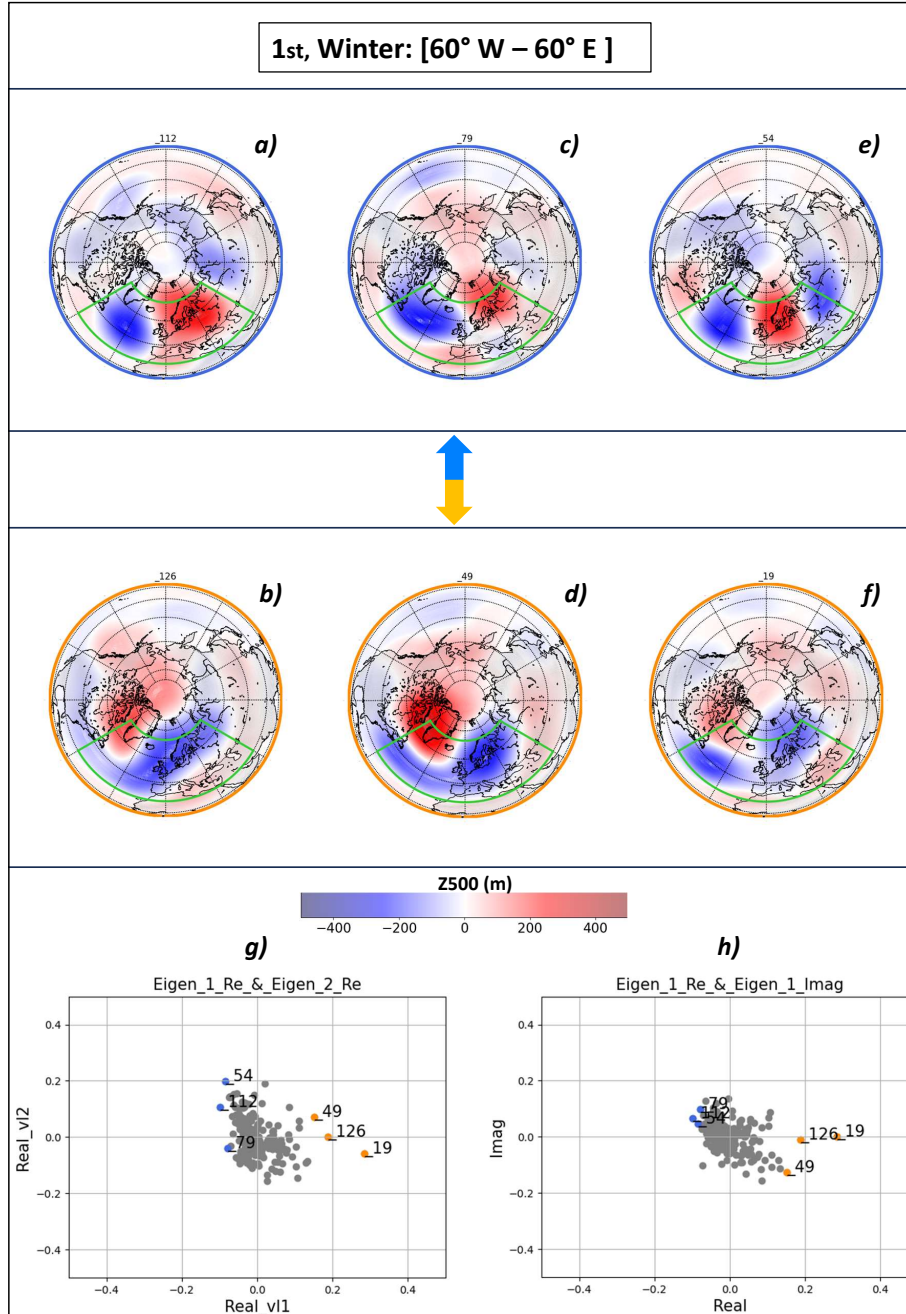 1st, Winter: [60° W – 60° E ]
a) c) e)
_112 _79 _54
b) d) f)
_126 _49 _19
Z500 (m)
−400 −200 0 200 400
g) h)
Eigen_1_Re_&_Eigen_2_Re
Real_vl2
0.4
0.2
0.0
−0.2
−0.4
_54
_112
_79
_49
_126
_19
−0.4 −0.2 0.0 0.2 0.4
Real_vl1
Eigen_1_Re_&_Eigen_1_Imag
Imag
0.4
0.2
0.0
−0.2
−0.4
_79
_112
_54
_126
_19
_49
−0.4 −0.2 0.0 0.2 0.4
Real